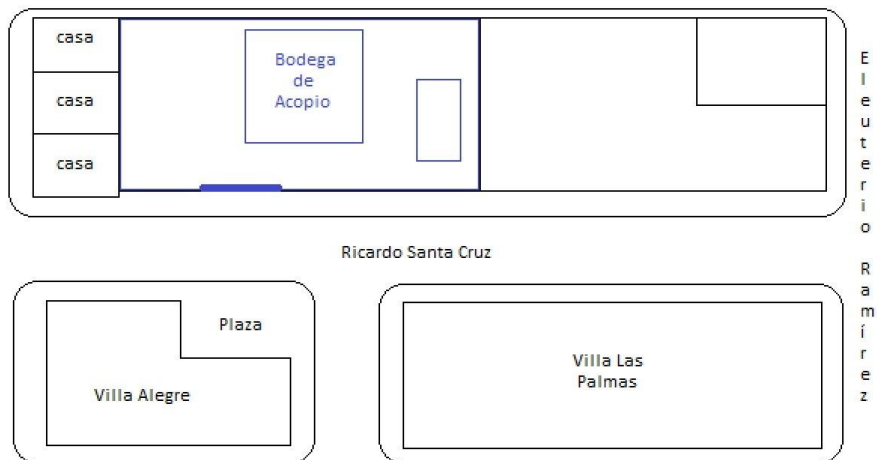 casa
casa
casa
Bodega
de
Acopio
Eleuterio Ramírez
Ricardo Santa Cruz
Plaza
Villa Alegre
Villa Las
Palmas